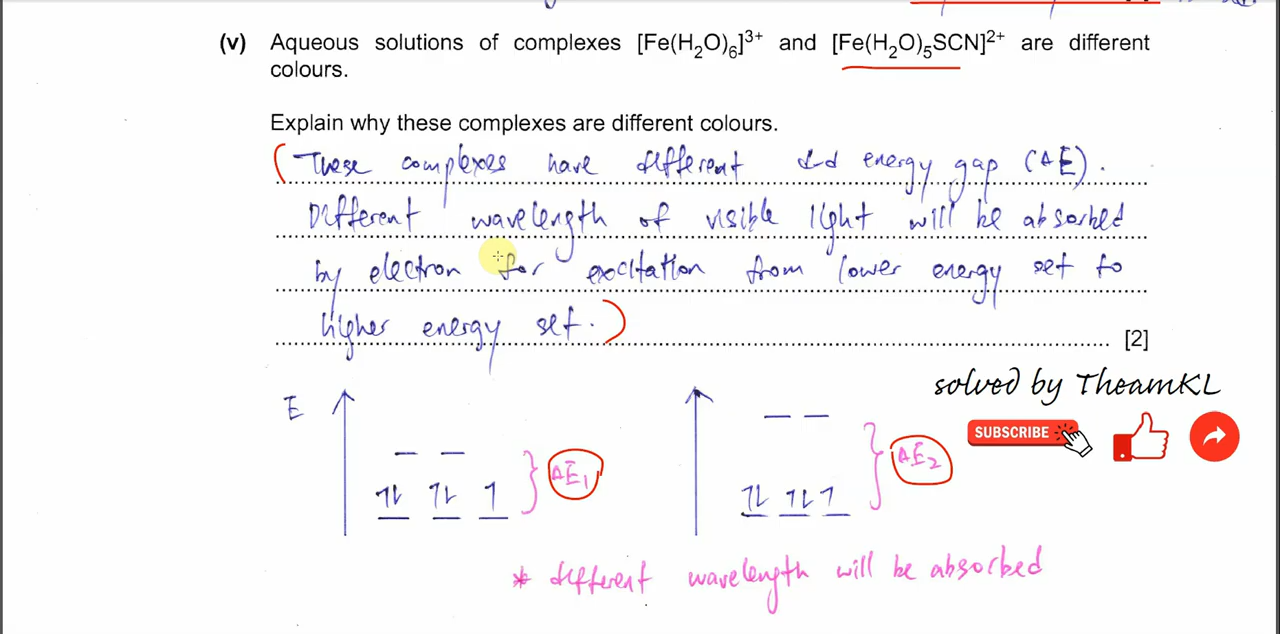 (v) Aqueous solutions of complexes [Fe(H₂O)₆]³⁺ and [Fe(H₂O)₅SCN]²⁺ are different
colours.
Explain why these complexes are different colours.
(These complexes have different d-d energy gap (ΔE).
Different wavelength of visible light will be absorbed
by electron for excitation from lower energy set to
higher energy set.)
[2]
solved by TheamKL
SUBSCRIBE
E
ΔE₁
ΔE₂
* different wavelength will be absorbed